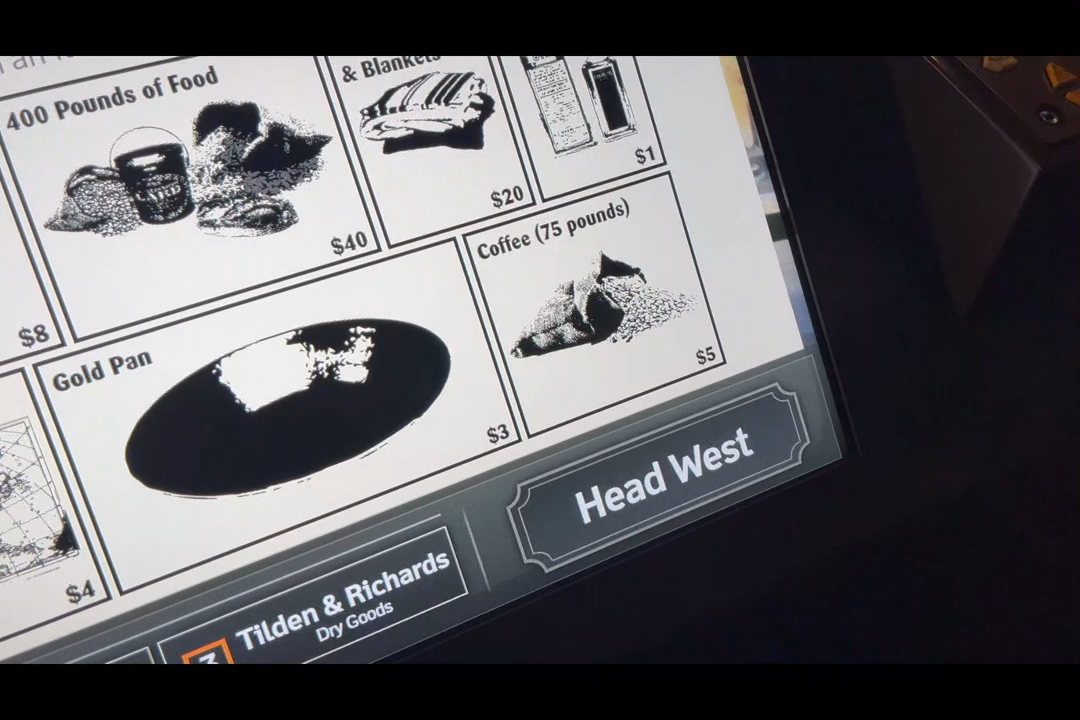 400 Pounds of Food
$40
& Blankets
$20
$1
$8
Gold Pan
$3
Coffee (75 pounds)
$5
$4
Head West
3
Tilden & Richards
Dry Goods